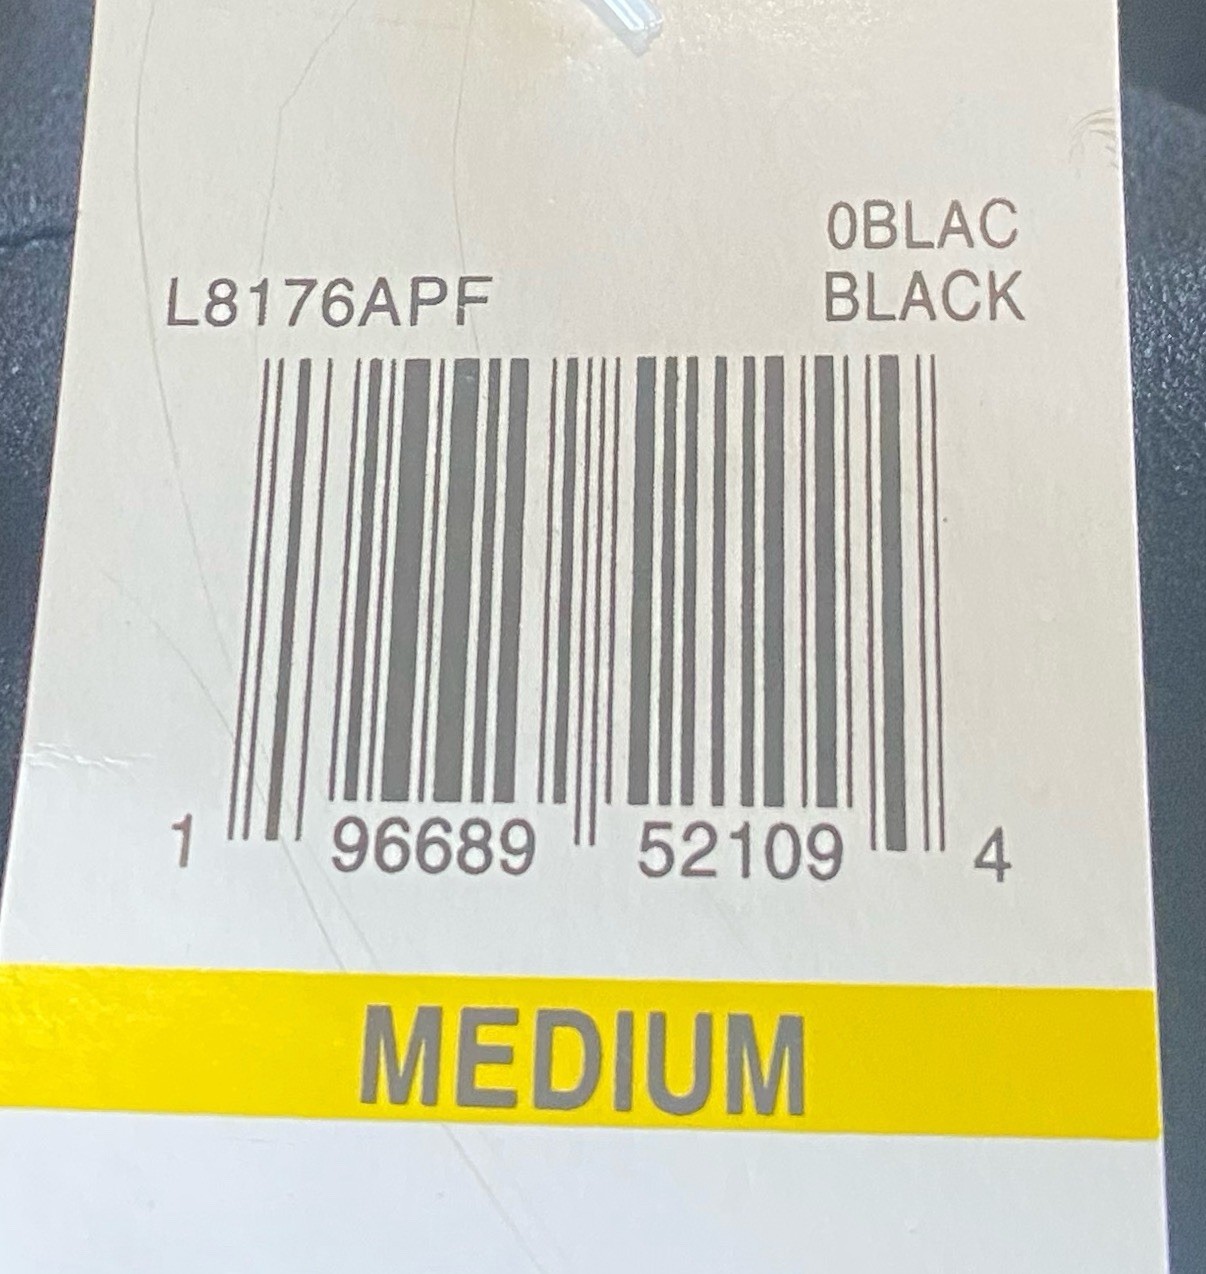 0BLAC
L8176APF BLACK
1 96689 52109 4
MEDIUM